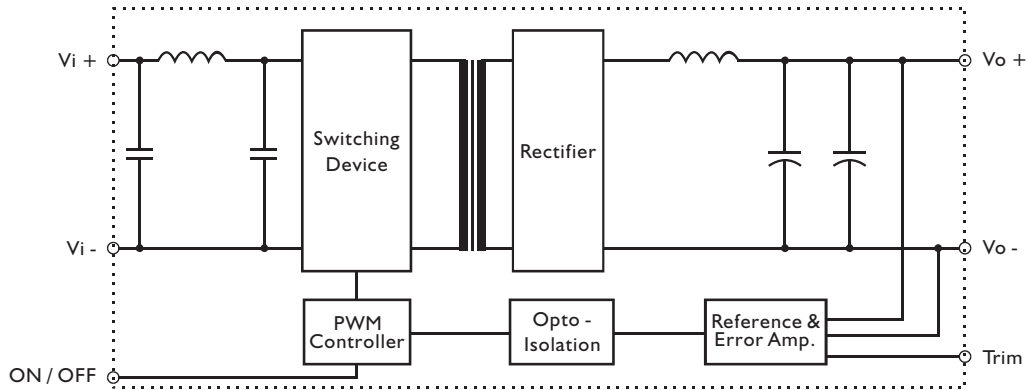 Vi +
Switching
Device
Rectifier
Vo +
Vi -
Vo -
PWM
Controller
Opto -
Isolation
Reference &
Error Amp.
Trim
ON / OFF